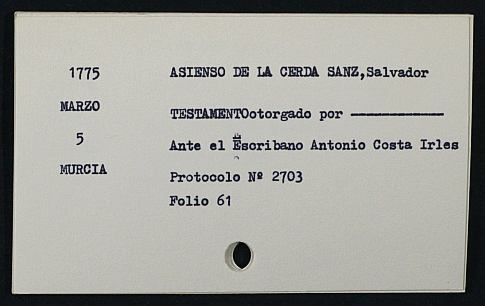 1775
ASIENSO DE LA CERDA SANZ,Salvador
MARZO
TESTAMENTOotorgado por
5
Ante el Escribano Antonio Costa Irles
MURCIA
Protocolo Nº 2703
Folio 61